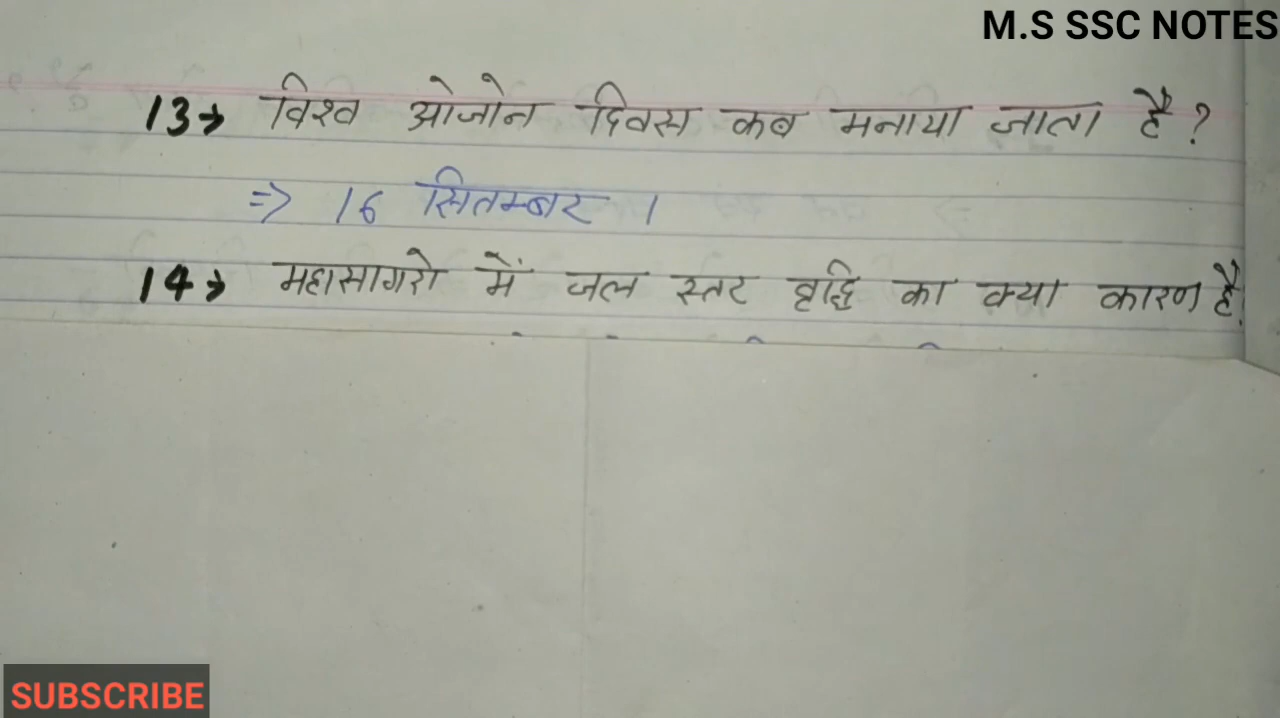 M.S SSC NOTES
13→ विश्व ओजोन दिवस कब मनाया जाता है?
⇒ 16 सितम्बर ।
14→ महासागरो में जल स्तर वृद्धि का क्या कारण है
SUBSCRIBE